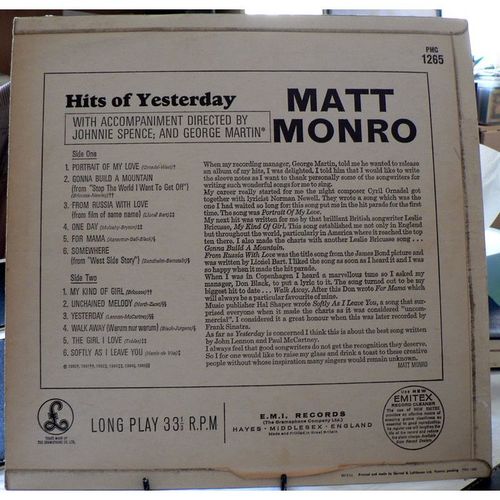 PMC
1265
Hits of Yesterday
MATT
MONRO
WITH ACCOMPANIMENT DIRECTED BY
JOHNNIE SPENCE; AND GEORGE MARTIN*
Side One
1. PORTRAIT OF MY LOVE
2. GONNA BUILD A MOUNTAIN
(from "Stop The World I Want To Get Off")
3. FROM RUSSIA WITH LOVE
(from film of same name) (Lionel Bart)
4. ONE DAY
5. FOR MAMA
6. SOMEWHERE
(from "West Side Story")
Side Two
1. MY KIND OF GIRL
2. UNCHAINED MELODY
3. YESTERDAY (Lennon-McCartney)
4. WALK AWAY (Warum nur warum)
5. THE GIRL I LOVE
6. SOFTLY AS I LEAVE YOU
When my recording manager, George Martin, told me he wanted to release
an album of my hits, I was delighted, I told him that I would like to write
the sleeve notes as I want to thank personally some of the songwriters for
writing such wonderful songs for me to sing.
My career really started for me the night composer Cyril Ornadel
got together with lyricist Norman Newell. They wrote a song which was the
one I had waited so long for: this song put me in the hit parade for the first
time. The song was Portrait Of My Love.
My next hit was written for me by that brilliant British songwriter Leslie
Bricusse, My Kind Of Girl. This song established me not only in England
but throughout the world, particularly in America where it reached the top
ten there. I also made the charts with another Leslie Bricusse song ...
Gonna Build A Mountain.
From Russia With Love was the title song from the James Bond picture and
was written by Lionel Bart. I liked the song as soon as I heard it and I was
so happy when it made the hit parade.
When I was in Copenhagen I heard a marvellous tune so I asked my
manager, Don Black, to put a lyric to it. The song turned out to be my
biggest hit to date ... Walk Away. After this Don wrote For Mama which
will always be a particular favourite of mine.
Music publisher Hal Shaper wrote Softly As I Leave You, a song that sur-
prised everyone when it made the charts as it was considered "uncom-
mercial". I considered it a great honour when this was later recorded by
Frank Sinatra.
As far as Yesterday is concerned I think this is about the best song written
by John Lennon and Paul McCartney.
I always feel that good songwriters do not get the recognition they deserve.
So I for one would like to raise my glass and drink a toast to these creative
people without whose inspiration many singers would remain unknown.
MATT MONRO
LONG PLAY 33⅓ R.P.M
E.M.I. RECORDS
(The Gramophone Company Ltd.)
HAYES · MIDDLESEX · ENGLAND
Made and Printed in Great Britain
Use NEW
EMITEX
RECORD CLEANER